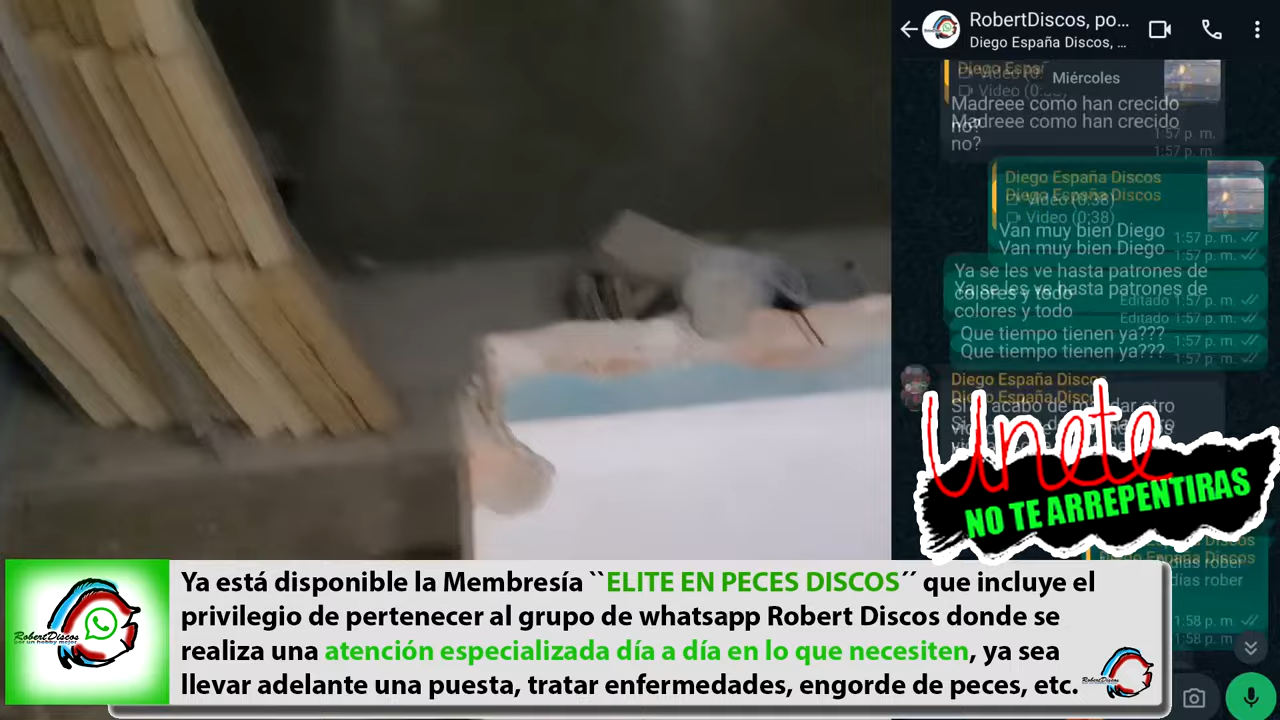 RobertDiscos, po...
Diego España Discos, ...
Miércoles
Video (0:
Madreee como han crecido
no?
1:57 p. m.
Diego España Discos
Video (0:38)
Van muy bien Diego
1:57 p. m.
Ya se les ve hasta patrones de
colores y todo
Editado 1:57 p. m.
Que tiempo tienen ya???
1:57 p. m.
Diego España Discos
Unete
NO TE ARREPENTIRAS
días rober
1:58 p. m.
Ya está disponible la Membresía ``ELITE EN PECES DISCOS´´ que incluye el
privilegio de pertenecer al grupo de whatsapp Robert Discos donde se
realiza una atención especializada día a día en lo que necesiten, ya sea
llevar adelante una puesta, tratar enfermedades, engorde de peces, etc.
RobertDiscos